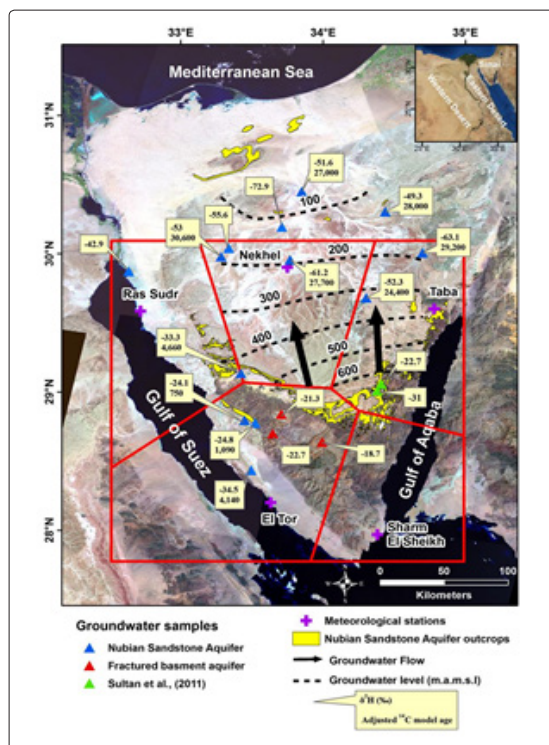 33°E
34°E
35°E
Mediterranean Sea
Sinai
Western Desert
Eastern Desert
31°N
30°N
29°N
28°N
-51.6
27,000
-72.9
-49.3
28,000
100
-55.6
-53
30,600
-63.1
29,200
-42.9
200
Nekhel
-61.2
27,700
-52.3
24,400
Ras Sudr
300
Taba
400
-33.3
4,660
500
-22.7
600
-24.1
750
-21.3
-31
-24.8
1,090
-22.7
-18.7
Gulf of Suez
Gulf of Aqaba
-34.5
4,140
El Tor
Sharm
El Sheikh
0 50 100
Kilometers
Groundwater samples
Nubian Sandstone Aquifer
Fractured basment aquifer
Sultan et al., (2011)
Meteorological stations
Nubian Sandstone Aquifer outcrops
Groundwater Flow
Groundwater level (m.a.m.s.l)
δ²H (‰)
Adjusted ¹⁴C model age